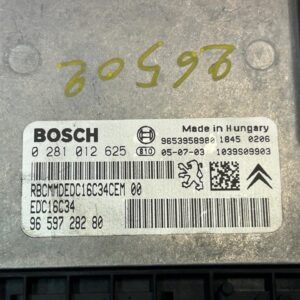 26502
BOSCH
Made in Hungary
0 281 012 625
9653958980 1845 0206
E10 05-07-03 1039S09903
RBCMMDEDC16C34CEM 00
EDC16C34
96 597 282 80